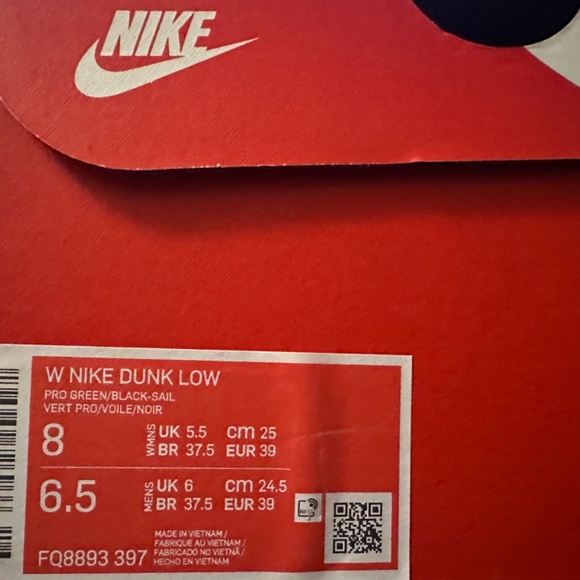 NIKE
W NIKE DUNK LOW
PRO GREEN/BLACK-SAIL
VERT PRO/VOILE/NOIR
8 WMNS UK 5.5 cm 25
BR 37.5 EUR 39
6.5 MENS UK 6 cm 24.5
BR 37.5 EUR 39
MADE IN VIETNAM /
FABRIQUE AU VIETNAM /
FABRICADO NO VIETNÃ /
HECHO EN VIETNAM
FQ8893 397